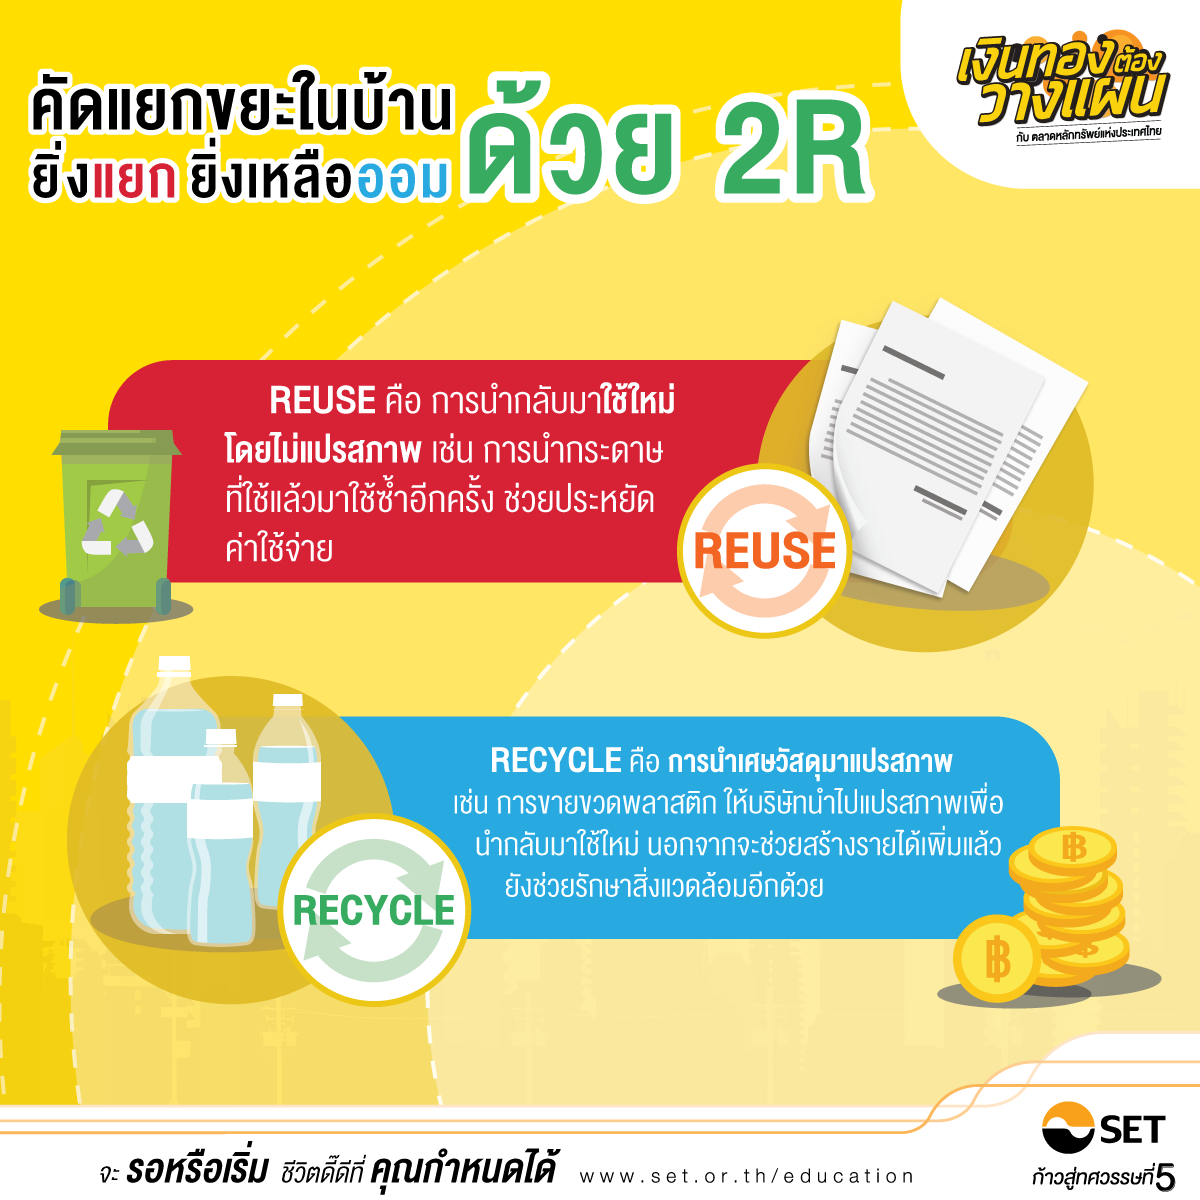 คัดแยกขยะในบ้าน
ยิ่งแยก ยิ่งเหลือออม
ด้วย 2R
เงินทองต้อง
วางแผน
กับ ตลาดหลักทรัพย์แห่งประเทศไทย
REUSE คือ การนำกลับมาใช้ใหม่
โดยไม่แปรสภาพ เช่น การนำกระดาษ
ที่ใช้แล้วมาใช้ซ้ำอีกครั้ง ช่วยประหยัด
ค่าใช้จ่าย
REUSE
RECYCLE คือ การนำเศษวัสดุมาแปรสภาพ
เช่น การขายขวดพลาสติก ให้บริษัทนำไปแปรสภาพเพื่อ
นำกลับมาใช้ใหม่ นอกจากจะช่วยสร้างรายได้เพิ่มแล้ว
ยังช่วยรักษาสิ่งแวดล้อมอีกด้วย
RECYCLE
฿
฿
฿
จะ รอหรือเริ่ม ชีวิตดี๊ดีที่ คุณกำหนดได้ www.set.or.th/education
SET
ก้าวสู่ทศวรรษที่5